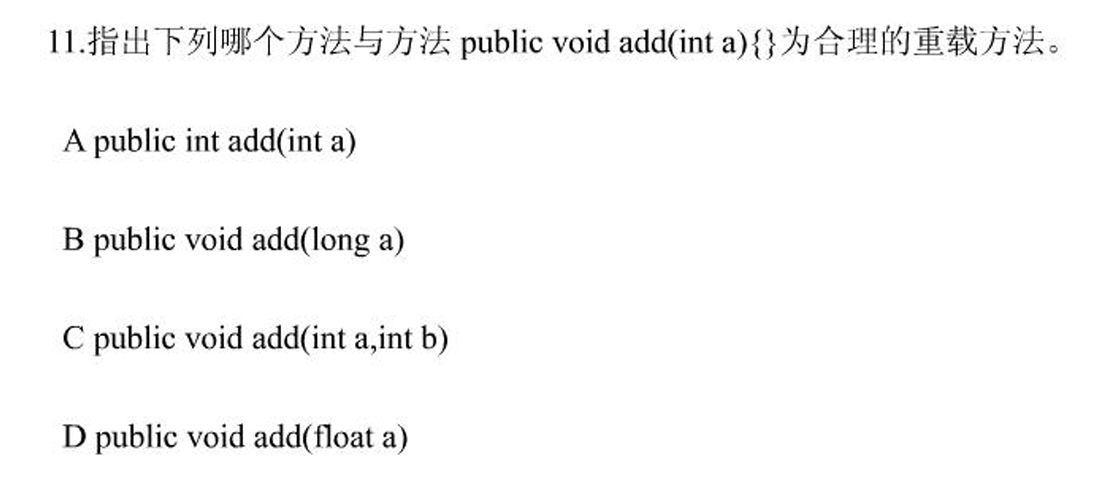 11.指出下列哪个方法与方法 public void add(int a){}为合理的重载方法。
A public int add(int a)
B public void add(long a)
C public void add(int a,int b)
D public void add(float a)